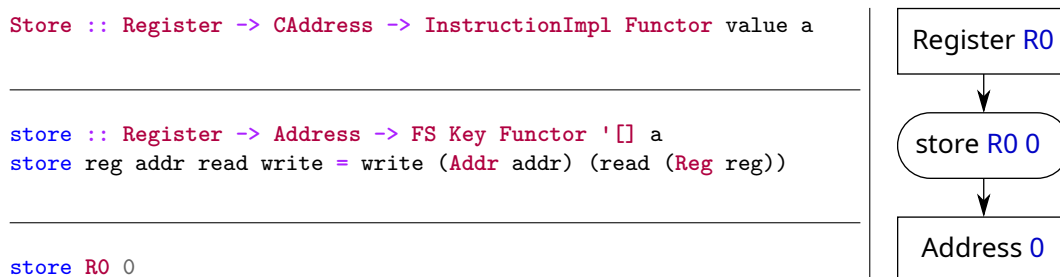 Store :: Register -> CAddress -> InstructionImpl Functor value a
store :: Register -> Address -> FS Key Functor '[] a
store reg addr read write = write (Addr addr) (read (Reg reg))
store R0 0
Register R0
store R0 0
Address 0